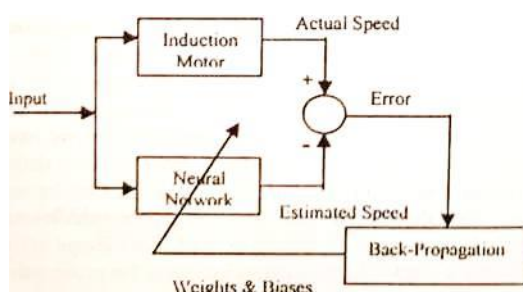 Actual Speed
Induction
Motor
+
Input
Error
-
Neural
Network
Estimated Speed
Back-Propagation
Weights & Biases